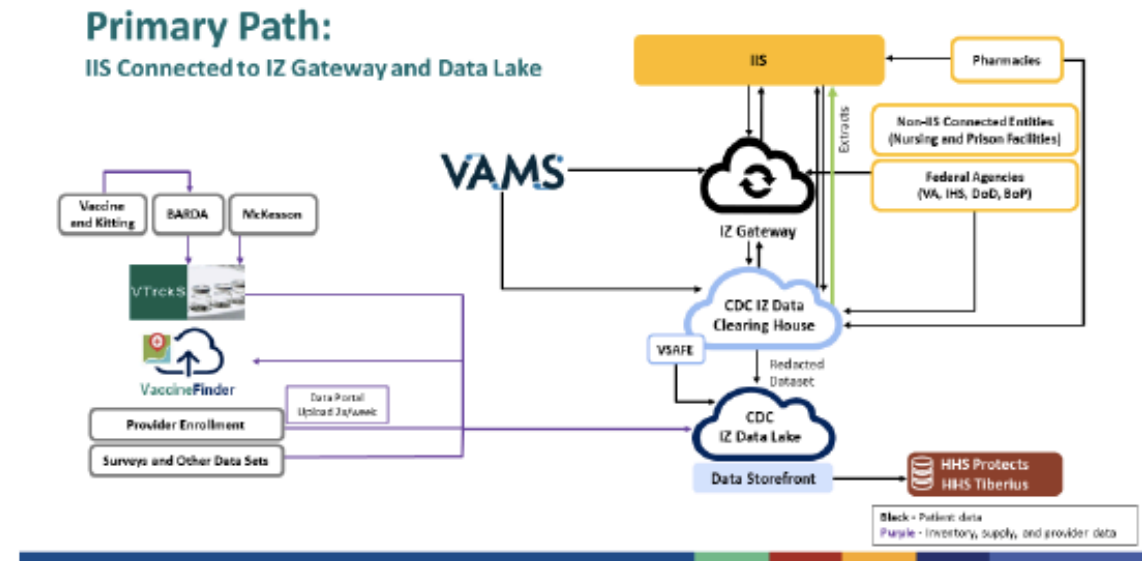 Primary Path:
IIS Connected to IZ Gateway and Data Lake
IIS
Pharmacies
Extracts
Non-IIS Connected Entities
(Nursing and Prison Facilities)
VAMS
Federal Agencies
(VA, IHS, DoD, BoP)
Vaccine
and Kitting
BARDA
McKesson
IZ Gateway
VTrckS
CDC IZ Data
Clearing House
VSAFE
Redacted
Dataset
VaccineFinder
Data Portal
Upload 2x/week
Provider Enrollment
CDC
IZ Data Lake
Surveys and Other Data Sets
Data Storefront
HHS Protects
HHS Tiberius
Black - Patient data
Purple - Inventory, supply, and provider data